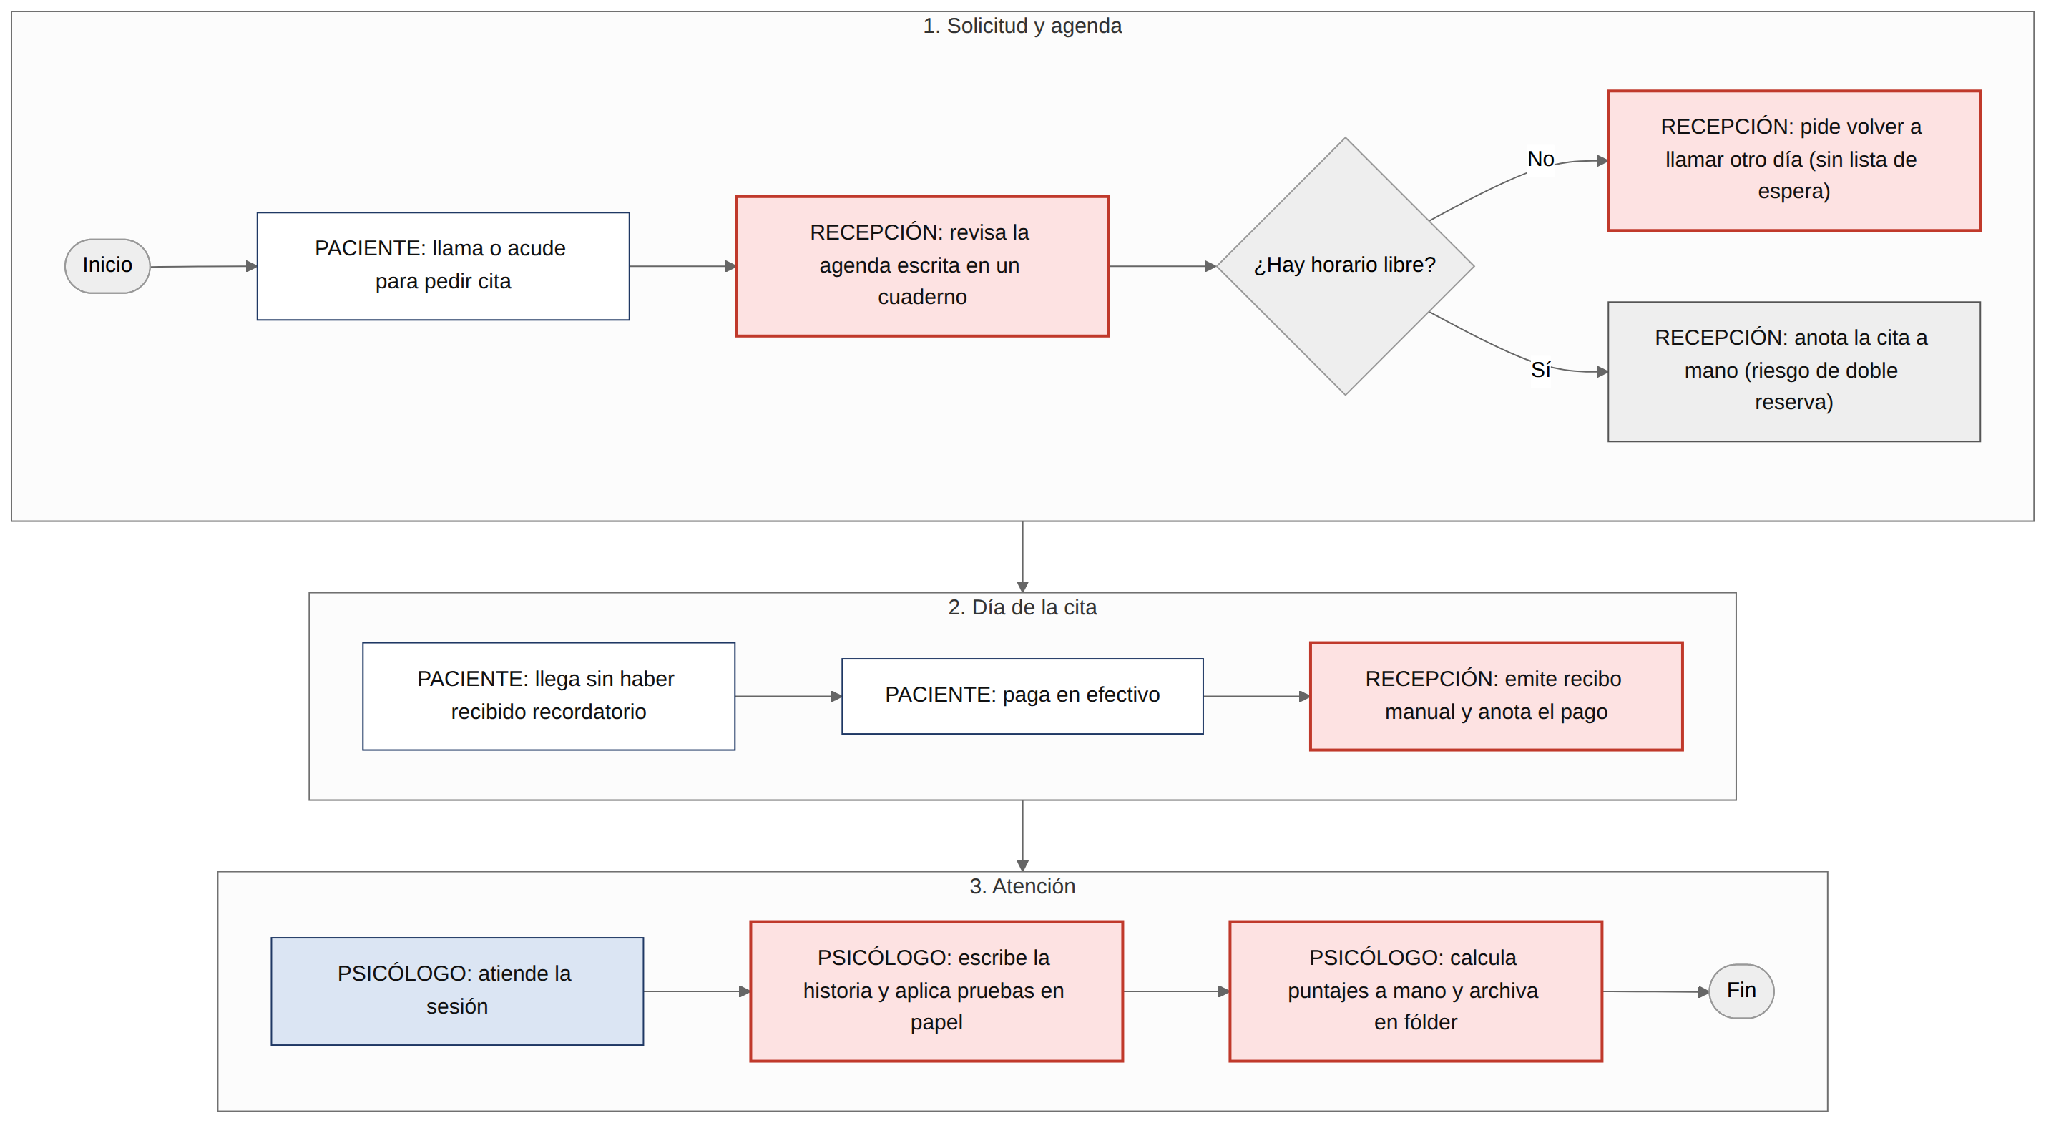 1. Solicitud y agenda
Inicio
PACIENTE: llama o acude
para pedir cita
RECEPCIÓN: revisa la
agenda escrita en un
cuaderno
¿Hay horario libre?
No
RECEPCIÓN: pide volver a
llamar otro día (sin lista de
espera)
Sí
RECEPCIÓN: anota la cita a
mano (riesgo de doble
reserva)
2. Día de la cita
PACIENTE: llega sin haber
recibido recordatorio
PACIENTE: paga en efectivo
RECEPCIÓN: emite recibo
manual y anota el pago
3. Atención
PSICÓLOGO: atiende la
sesión
PSICÓLOGO: escribe la
historia y aplica pruebas en
papel
PSICÓLOGO: calcula
puntajes a mano y archiva
en fólder
Fin